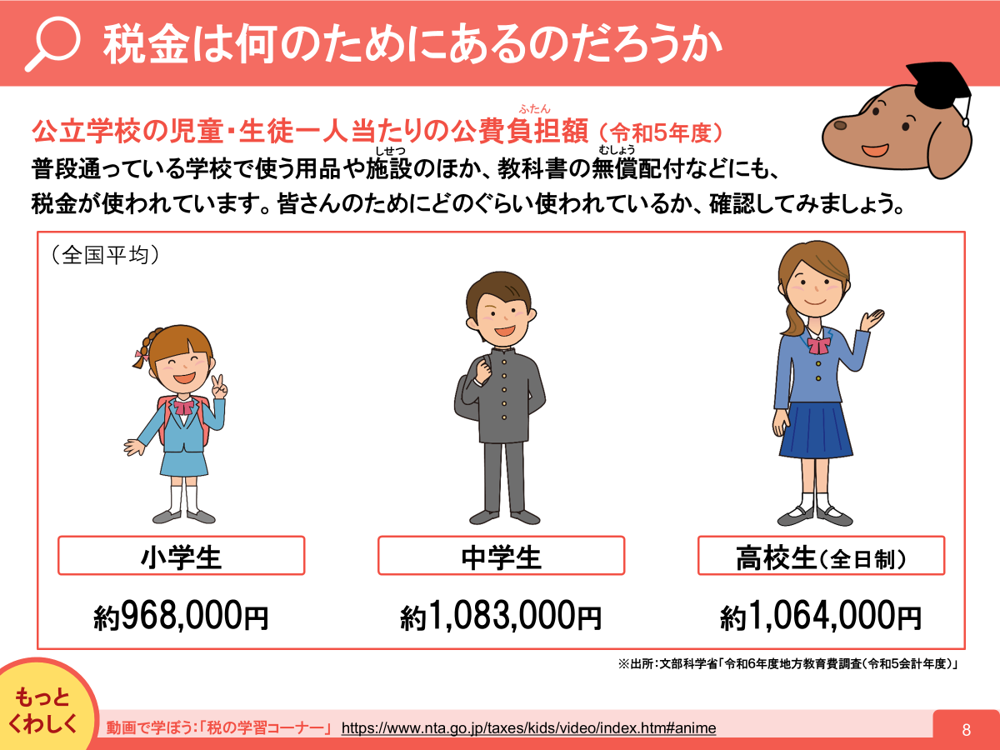 税金は何のためにあるのだろうか
ふたん
公立学校の児童・生徒一人当たりの公費負担額（令和5年度）
しせつ
むしょう
普段通っている学校で使う用品や施設のほか、教科書の無償配付などにも、
税金が使われています。皆さんのためにどのぐらい使われているか、確認してみましょう。
（全国平均）
小学生
中学生
高校生（全日制）
約968,000円
約1,083,000円
約1,064,000円
※出所：文部科学省「令和6年度地方教育費調査（令和5会計年度）」
もっと
くわしく
動画で学ぼう：「税の学習コーナー」 https://www.nta.go.jp/taxes/kids/video/index.htm#anime
8